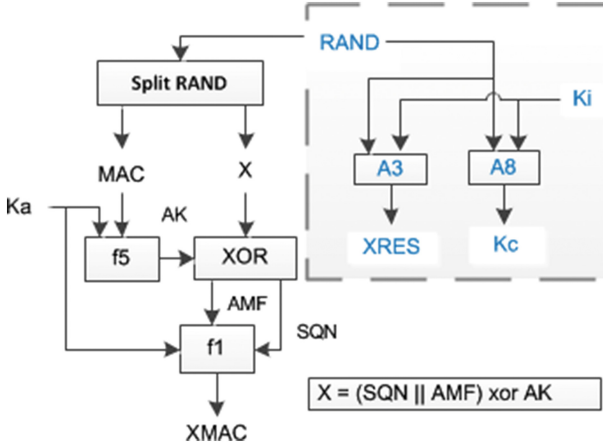 RAND
Split RAND
Ki
MAC
X
A3
A8
Ka
AK
f5
XOR
XRES
Kc
AMF
SQN
f1
X = (SQN || AMF) xor AK
XMAC